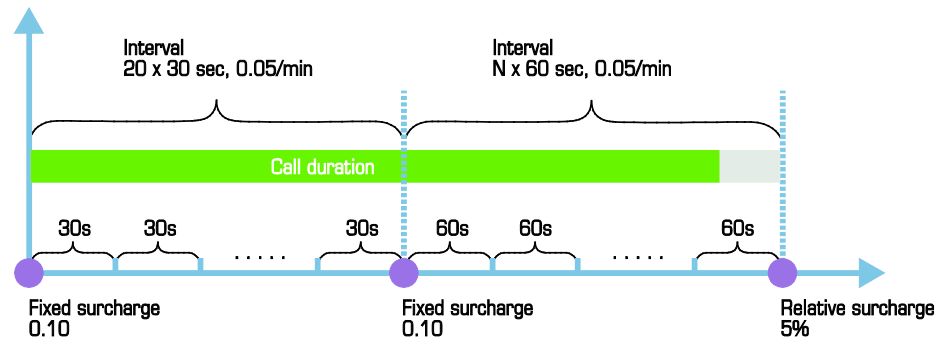 Interval
20 x 30 sec, 0.05/min
Interval
N x 60 sec, 0.05/min
Call duration
30s 30s ..... 30s 60s 60s ..... 60s
Fixed surcharge
0.10
Fixed surcharge
0.10
Relative surcharge
5%